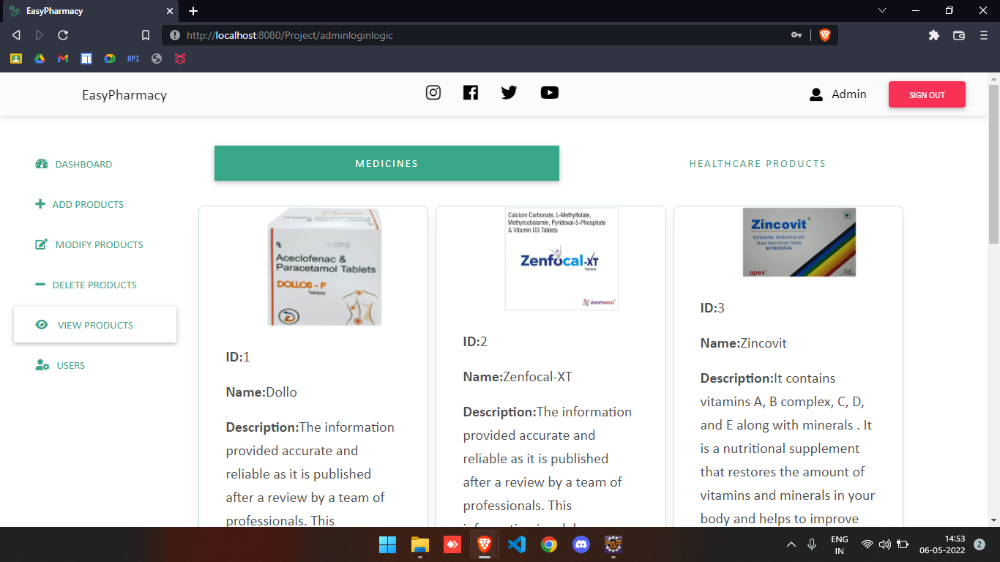 EasyPharmacy
http://localhost:8080/Project/adminloginlogic
API
EasyPharmacy
Admin
SIGN OUT
DASHBOARD
ADD PRODUCTS
MODIFY PRODUCTS
DELETE PRODUCTS
VIEW PRODUCTS
USERS
MEDICINES
HEALTHCARE PRODUCTS
1mg
Aceclofenac &
Paracetamol Tablets
DOLLOS - P
Tablets
ID:1
Name:Dollo
Description:The information
provided accurate and
reliable as it is published
after a review by a team of
professionals. This
Calcium Carbonate, L-Methylfolate,
Methylcobalamin, Pyridoxal-5-Phosphate
& Vitamin D3 Tablets
Zenfocal-XT
Tablets
ZenFoMed
ID:2
Name:Zenfocal-XT
Description:The information
provided accurate and
reliable as it is published
after a review by a team of
professionals. This
Zincovit
Multivitamin, Multimineral with
Grape Seed Extract Tablets
NUTRACEUTICAL
apex
ID:3
Name:Zincovit
Description:It contains
vitamins A, B complex, C, D,
and E along with minerals . It
is a nutritional supplement
that restores the amount of
vitamins and minerals in your
body and helps to improve
Java EE
IDE
ENG
IN
14:53
06-05-2022
2